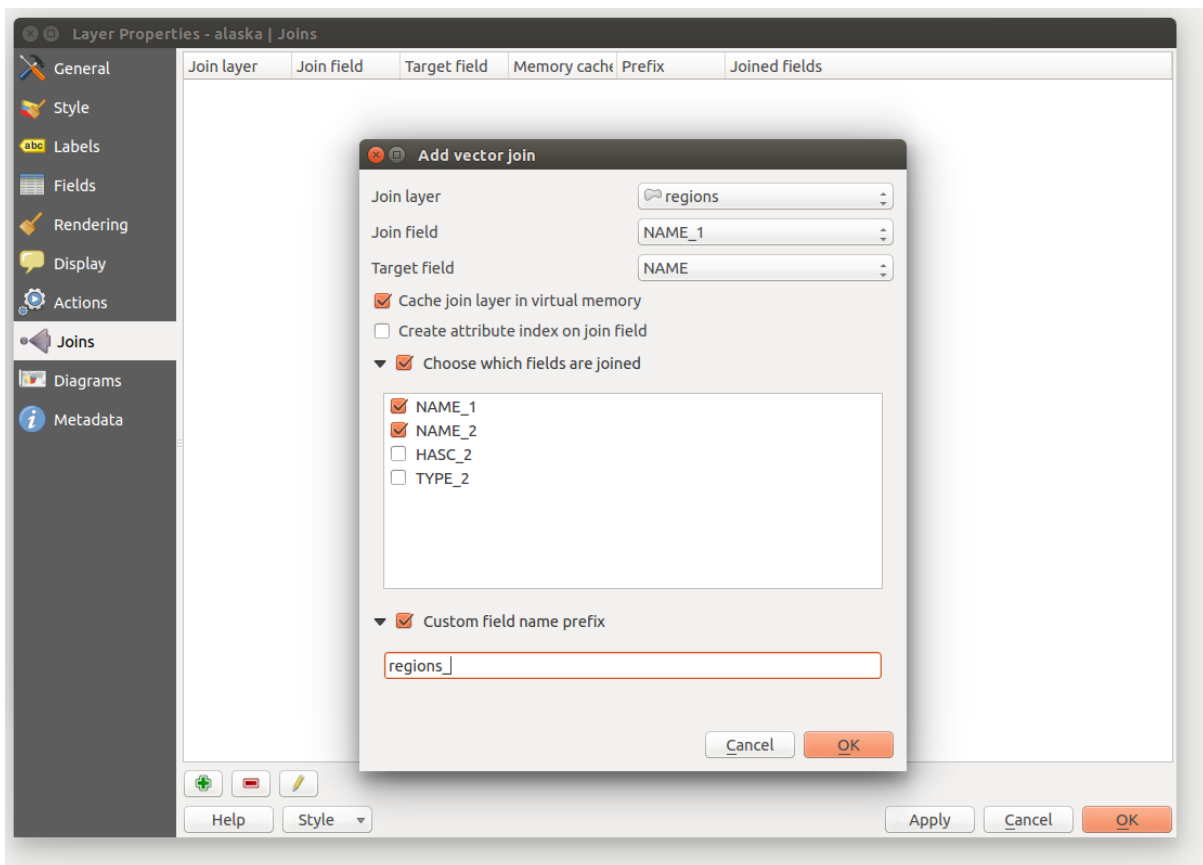 Layer Properties - alaska | Joins
General
Style
Labels
Fields
Rendering
Display
Actions
Joins
Diagrams
Metadata
abc
i
Join layer Join field Target field Memory cache Prefix Joined fields
Add vector join
Join layer regions
Join field NAME_1
Target field NAME
Cache join layer in virtual memory
Create attribute index on join field
Choose which fields are joined
NAME_1
NAME_2
HASC_2
TYPE_2
Custom field name prefix
regions_
Cancel OK
Help Style Apply Cancel OK